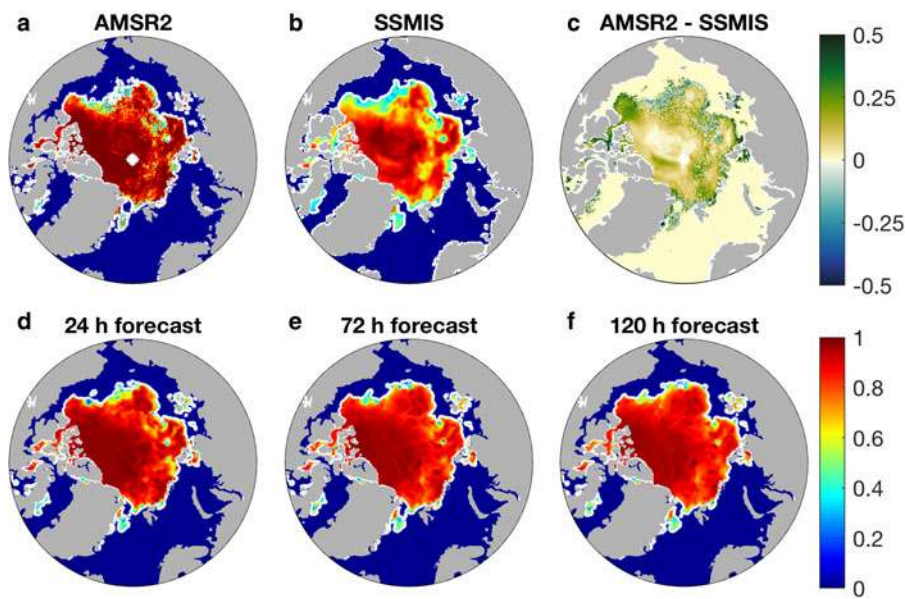 a AMSR2
b SSMIS
c AMSR2 - SSMIS
0.5
0.25
0
-0.25
-0.5
d 24 h forecast
e 72 h forecast
f 120 h forecast
1
0.8
0.6
0.4
0.2
0